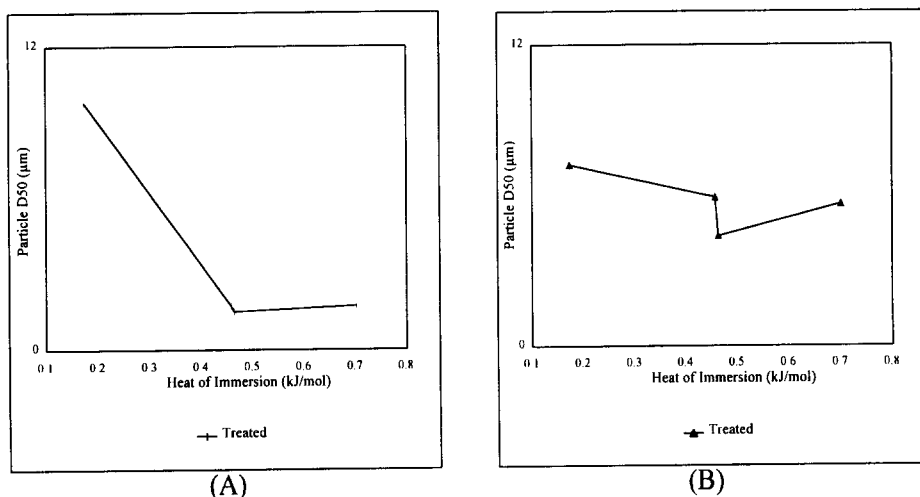 12
Particle D50 (μm)
0
0 1 0 2 0 3 0 4 0.5 0.6 0 7 0 8
Heat of Immersion (kJ/mol)
Treated
(A)
12
Particle D50 (μm)
0
0 1 0 2 0.3 0.4 0.5 0.6 0 7 0 8
Heat of Immersion (kJ/mol)
Treated
(B)